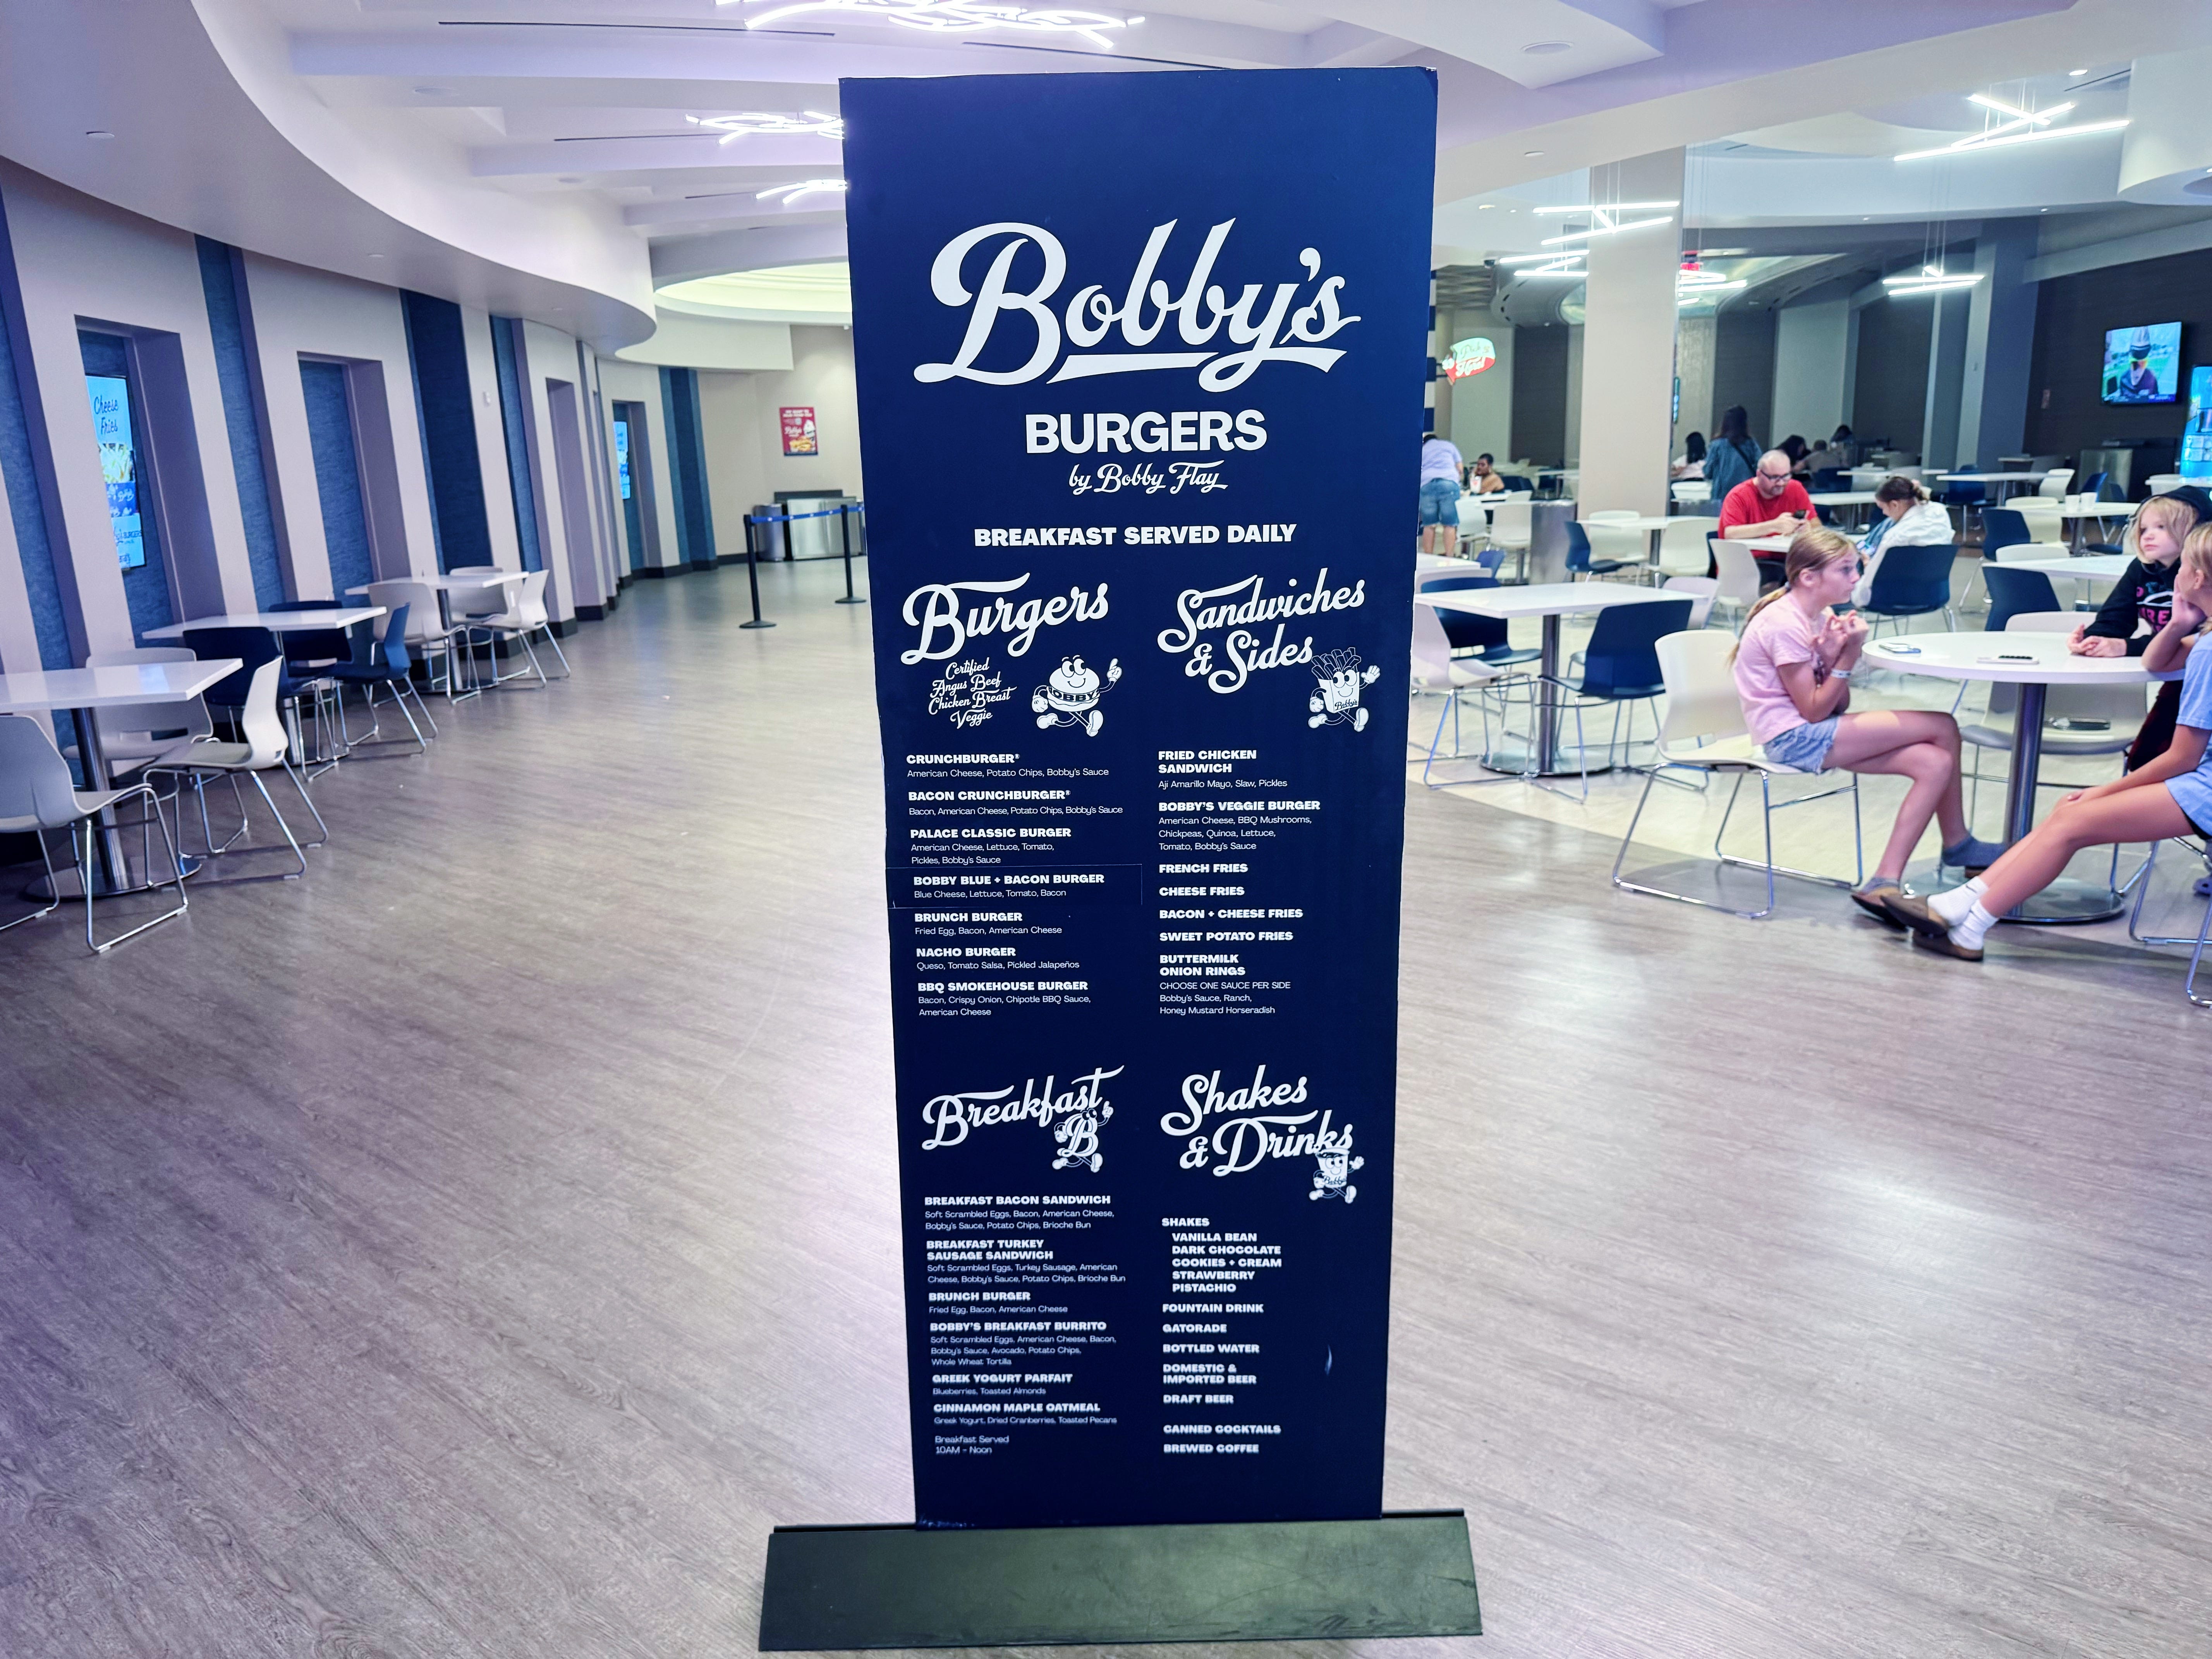 Bobby's
BURGERS
by Bobby Flay
BREAKFAST SERVED DAILY
Burgers
Certified
Angus Beef
Chicken Breast
Veggie
OBBY
CRUNCHBURGER®
American Cheese, Potato Chips, Bobby's Sauce
BACON CRUNCHBURGER®
Bacon, American Cheese, Potato Chips, Bobby's Sauce
PALACE CLASSIC BURGER
American Cheese, Lettuce, Tomato,
Pickles, Bobby's Sauce
BOBBY BLUE + BACON BURGER
Blue Cheese, Lettuce, Tomato, Bacon
BRUNCH BURGER
Fried Egg, Bacon, American Cheese
NACHO BURGER
Queso, Tomato Salsa, Pickled Jalapeños
BBQ SMOKEHOUSE BURGER
Bacon, Crispy Onion, Chipotle BBQ Sauce,
American Cheese
Sandwiches
& Sides
Bobby's
FRIED CHICKEN
SANDWICH
Aji Amarillo Mayo, Slaw, Pickles
BOBBY'S VEGGIE BURGER
American Cheese, BBQ Mushrooms,
Chickpeas, Quinoa, Lettuce,
Tomato, Bobby's Sauce
FRENCH FRIES
CHEESE FRIES
BACON + CHEESE FRIES
SWEET POTATO FRIES
BUTTERMILK
ONION RINGS
CHOOSE ONE SAUCE PER SIDE
Bobby's Sauce, Ranch,
Honey Mustard Horseradish
Breakfast
B
BREAKFAST BACON SANDWICH
Soft Scrambled Eggs, Bacon, American Cheese,
Bobby's Sauce, Potato Chips, Brioche Bun
BREAKFAST TURKEY
SAUSAGE SANDWICH
Soft Scrambled Eggs, Turkey Sausage, American
Cheese, Bobby's Sauce, Potato Chips, Brioche Bun
BRUNCH BURGER
Fried Egg, Bacon, American Cheese
BOBBY'S BREAKFAST BURRITO
Soft Scrambled Eggs, American Cheese, Bacon,
Bobby's Sauce, Avocado, Potato Chips,
Whole Wheat Tortilla
GREEK YOGURT PARFAIT
Blueberries, Toasted Almonds
CINNAMON MAPLE OATMEAL
Greek Yogurt, Dried Cranberries, Toasted Pecans
Breakfast Served
10AM - Noon
Shakes
& Drinks
Bobby's
SHAKES
VANILLA BEAN
DARK CHOCOLATE
COOKIES + CREAM
STRAWBERRY
PISTACHIO
FOUNTAIN DRINK
GATORADE
BOTTLED WATER
DOMESTIC &
IMPORTED BEER
DRAFT BEER
CANNED COCKTAILS
BREWED COFFEE
Cheese
Fries